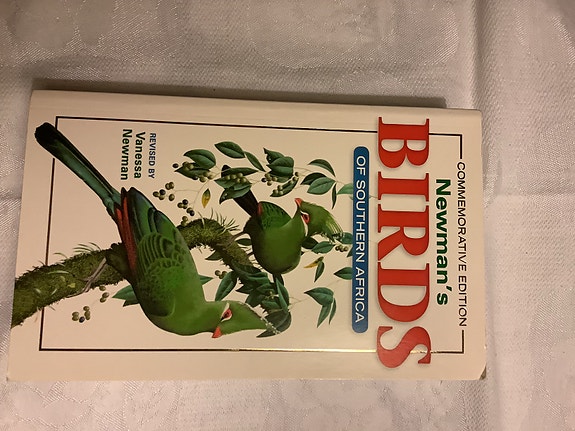 COMMEMORATIVE EDITION
Newman's
BIRDS
OF SOUTHERN AFRICA
REVISED BY
Vanessa
Newman